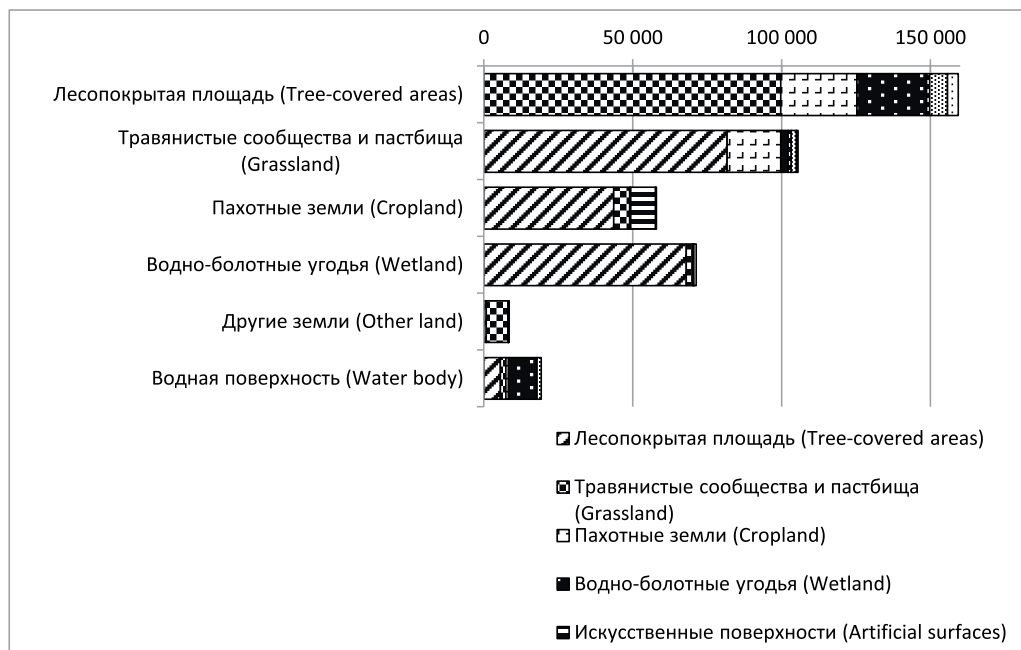 0 50 000 100 000 150 000
Лесопокрытая площадь (Tree-covered areas)
Травянистые сообщества и пастбища
(Grassland)
Пахотные земли (Cropland)
Водно-болотные угодья (Wetland)
Другие земли (Other land)
Водная поверхность (Water body)
Лесопокрытая площадь (Tree-covered areas)
Травянистые сообщества и пастбища
(Grassland)
Пахотные земли (Cropland)
Водно-болотные угодья (Wetland)
Искусственные поверхности (Artificial surfaces)